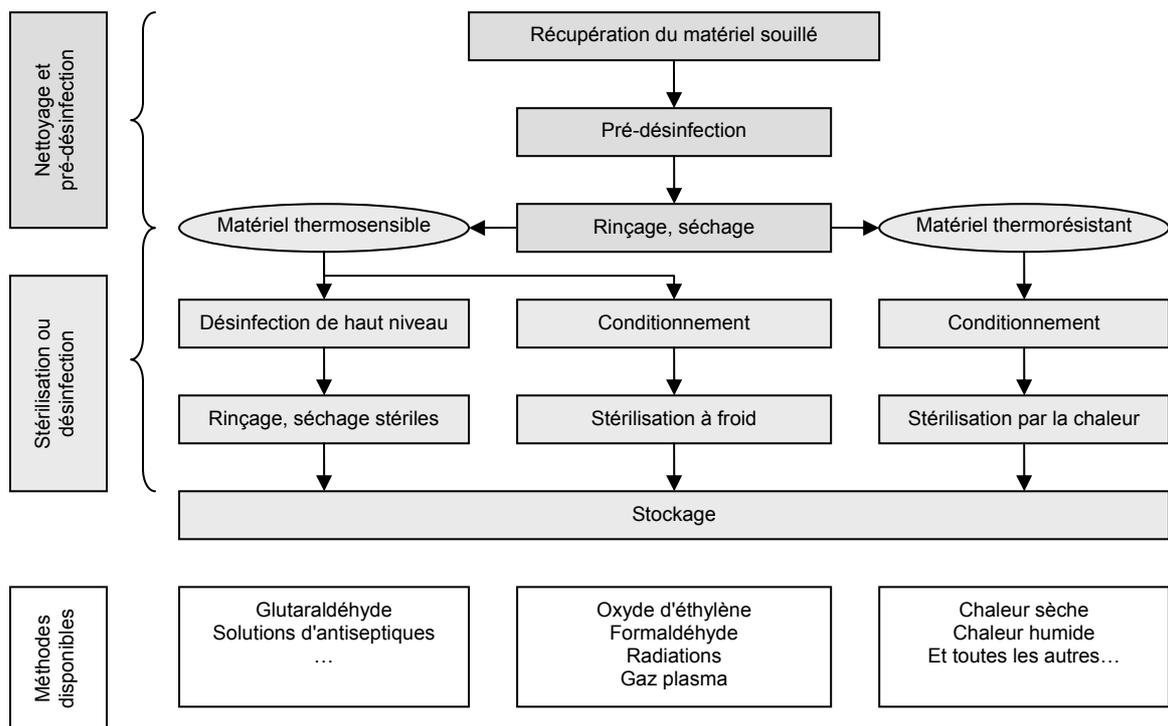 Nettoyage et
pré-désinfection
Récupération du matériel souillé
Pré-désinfection
Matériel thermosensible
Rinçage, séchage
Matériel thermorésistant
Stérilisation ou
désinfection
Désinfection de haut niveau
Conditionnement
Conditionnement
Rinçage, séchage stériles
Stérilisation à froid
Stérilisation par la chaleur
Stockage
Méthodes
disponibles
Glutaraldéhyde
Solutions d'antiseptiques
…
Oxyde d'éthylène
Formaldéhyde
Radiations
Gaz plasma
Chaleur sèche
Chaleur humide
Et toutes les autres…